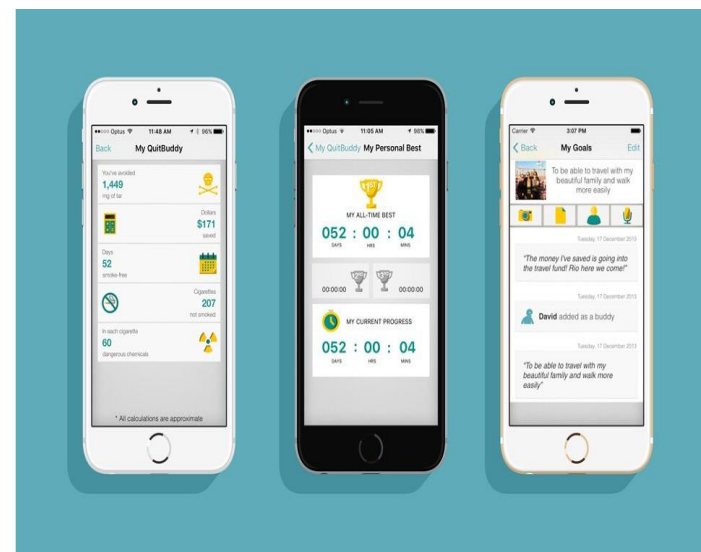 Optus 11:48 AM 96%
Back My QuitBuddy
You've avoided
1,449
mg of tar
Dollars
$171
saved
Days
52
smoke-free
Cigarettes
207
not smoked
In each cigarette
60
dangerous chemicals
* All calculations are approximate
Optus 11:05 AM 98%
My QuitBuddy My Personal Best
MY ALL-TIME BEST
052 : 00 : 04
DAYS HRS MINS
00:00:00 00:00:00
MY CURRENT PROGRESS
052 : 00 : 04
DAYS HRS MINS
Carrier 3:07 PM
Back My Goals Edit
To be able to travel with my
beautiful family and walk
more easily
Tuesday, 17 December 2013
"The money I've saved is going into
the travel fund! Rio here we come!"
Tuesday, 17 December 2013
David added as a buddy
Tuesday, 17 December 2013
"To be able to travel with my
beautiful family and walk more
easily"